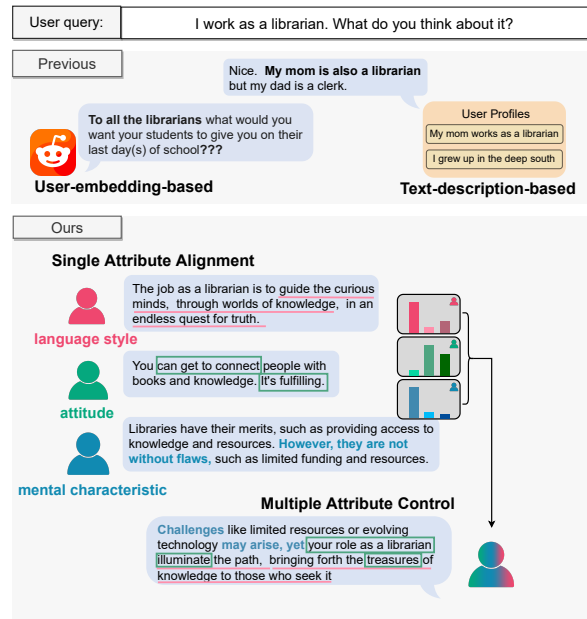 User query:
I work as a librarian. What do you think about it?
Previous
Nice. My mom is also a librarian
but my dad is a clerk.
To all the librarians what would you
want your students to give you on their
last day(s) of school???
User-embedding-based
User Profiles
My mom works as a librarian
I grew up in the deep south
Text-description-based
Ours
Single Attribute Alignment
The job as a librarian is to guide the curious
minds, through worlds of knowledge, in an
endless quest for truth.
language style
You can get to connect people with
books and knowledge. It's fulfilling.
attitude
Libraries have their merits, such as providing access to
knowledge and resources. However, they are not
without flaws, such as limited funding and resources.
mental characteristic
Multiple Attribute Control
Challenges like limited resources or evolving
technology may arise, yet your role as a librarian
illuminate the path, bringing forth the treasures of
knowledge to those who seek it